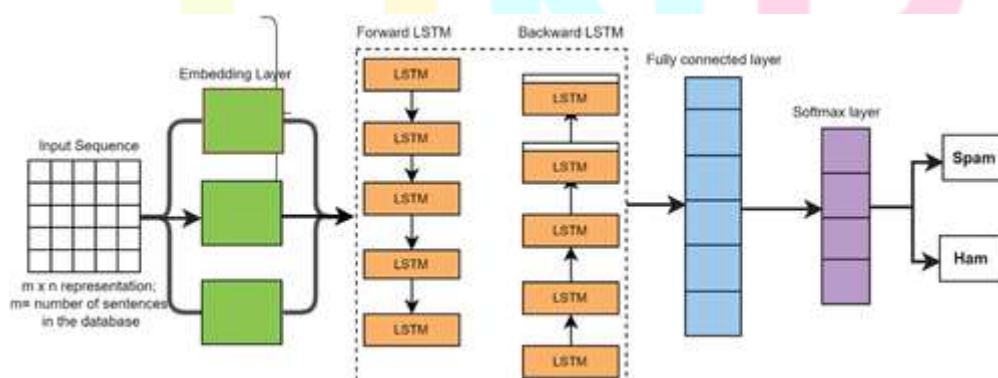 Forward LSTM
Backward LSTM
Embedding Layer
Fully connected layer
Softmax layer
Input Sequence
m x n representation;
m= number of sentences
in the database
LSTM
LSTM
LSTM
LSTM
LSTM
LSTM
LSTM
LSTM
LSTM
LSTM
Spam
Ham